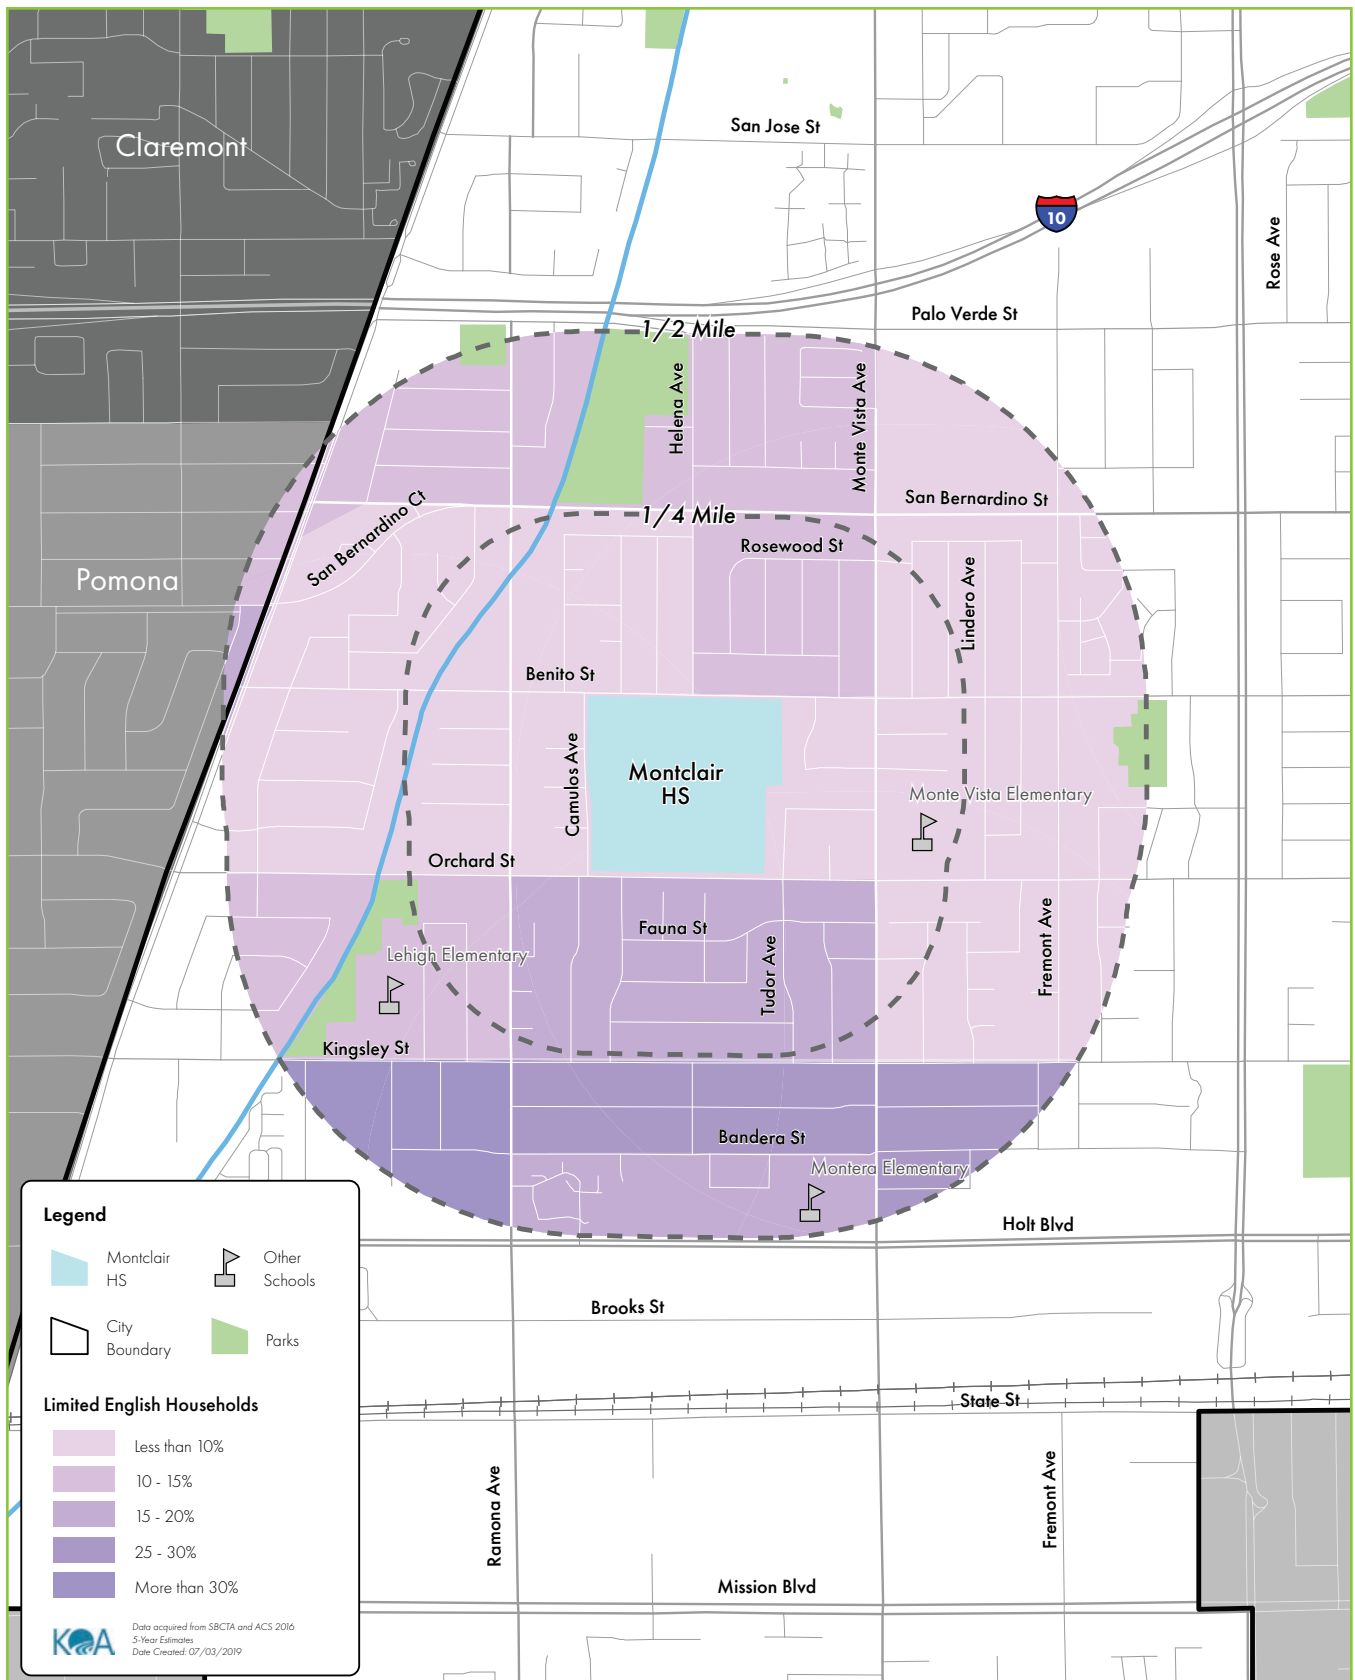 Claremont
San Jose St
10
Rose Ave
Palo Verde St
1/2 Mile
Helena Ave
Monte Vista Ave
San Bernardino Ct
San Bernardino St
1/4 Mile
Rosewood St
Pomona
Lindero Ave
Benito St
Camulos Ave
Montclair
HS
Monte Vista Elementary
Orchard St
Fauna St
Fremont Ave
Tudor Ave
Lehigh Elementary
Kingsley St
Bandera St
Montera Elementary
Holt Blvd
Brooks St
State St
Ramona Ave
Fremont Ave
Mission Blvd
Legend
Montclair
HS
Other
Schools
City
Boundary
Parks
Limited English Households
Less than 10%
10 - 15%
15 - 20%
25 - 30%
More than 30%
KOA
Data acquired from SBCTA and ACS 2016
5-Year Estimates
Date Created: 07/03/2019